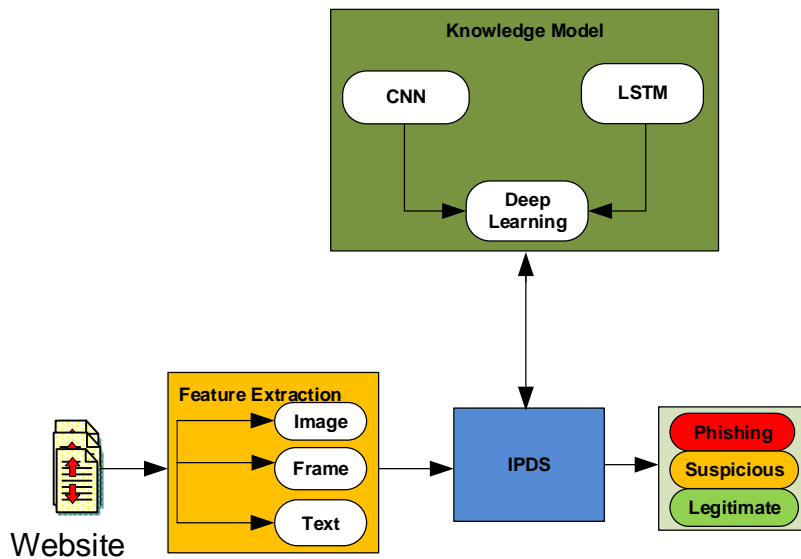 Knowledge Model
CNN
LSTM
Deep
Learning
Feature Extraction
Image
Frame
Text
IPDS
Phishing
Suspicious
Legitimate
Website